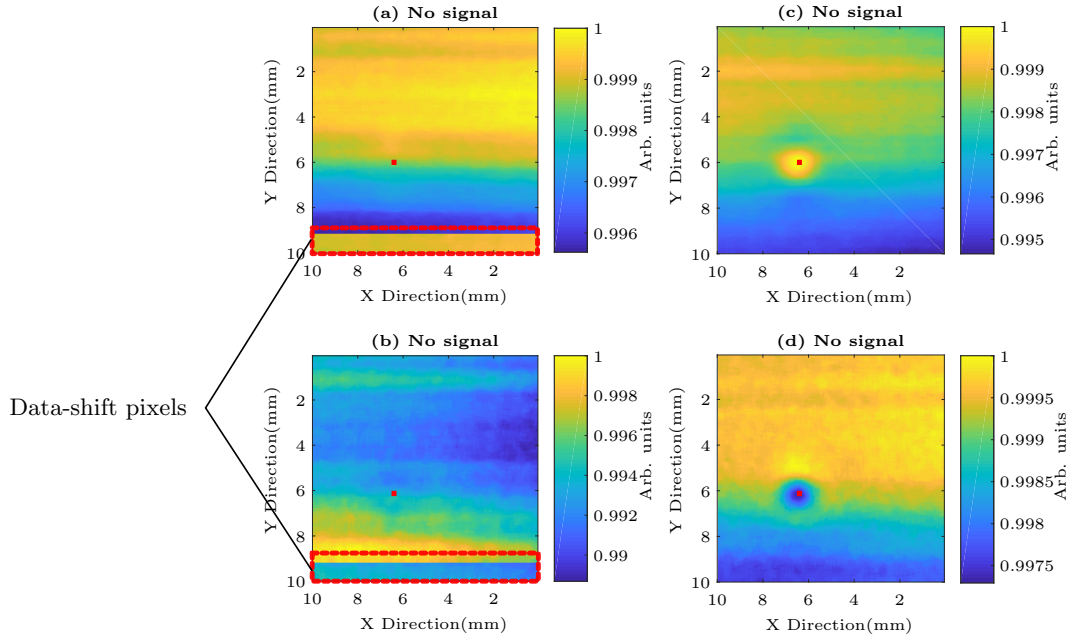 (a) No signal
2
4
6
8
10
10 8 6 4 2
X Direction(mm)
Y Direction(mm)
1
0.999
0.998
0.997
0.996
Arb. units
(c) No signal
2
4
6
8
10
10 8 6 4 2
X Direction(mm)
Y Direction(mm)
1
0.999
0.998
0.997
0.996
0.995
Arb. units
Data-shift pixels
(b) No signal
2
4
6
8
10
10 8 6 4 2
X Direction(mm)
Y Direction(mm)
1
0.998
0.996
0.994
0.992
0.99
Arb. units
(d) No signal
2
4
6
8
10
10 8 6 4 2
X Direction(mm)
Y Direction(mm)
1
0.9995
0.999
0.9985
0.998
0.9975
Arb. units